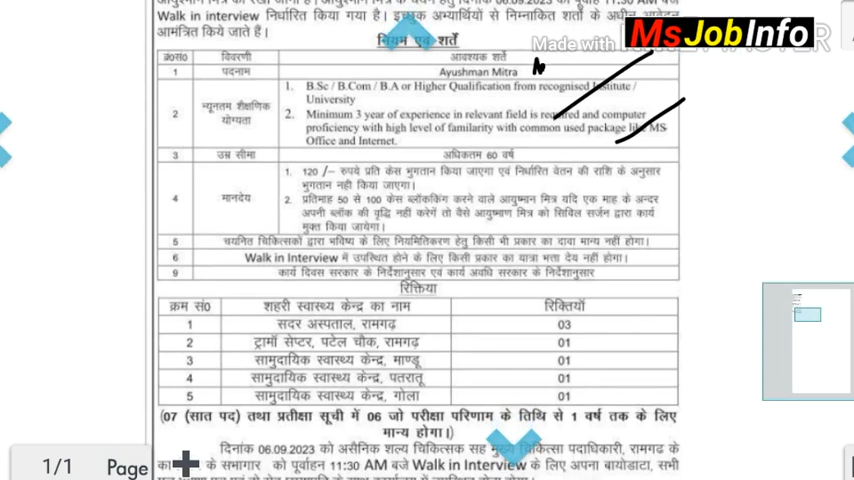 Walk in interview निर्धारित किया गया है। इच्छुक अभ्यार्थियों से निम्नांकित शर्तो के अधीन आवेदन
आमंत्रित किये जाते हैं।
Made with
MsJobInfo
नियम एवं शर्ते
क्र०सं० विवरणी आवश्यक शर्ते
1 पदनाम Ayushman Mitra
2 न्यूनतम शैक्षणिक योग्यता
1. B.Sc / B.Com / B.A or Higher Qualification from recognised Institute /
University
2. Minimum 3 year of experience in relevant field is required and computer
proficiency with high level of familarity with common used package like MS-
Office and Internet.
3 उम्र सीमा अधिकतम 60 वर्ष
4 मानदेय
1. 120 /– रुपये प्रति केस भुगतान किया जाएगा एवं निर्धारित वेतन की राशि के अनुसार
भुगतान नही किया जाएगा।
2. प्रतिमाह 50 से 100 केस ब्लॉककिंग करने वाले आयुष्मान मित्र यदि एक माह के अन्दर
अपनी ब्लॉक की वृद्धि नहीं करेगें तो वैसे आयुष्माण मित्र को सिविल सर्जन द्वारा कार्य
मुक्त किया जायेगा।
5 चयनित चिकित्सकों द्वारा भविष्य के लिए नियमितिकरण हेतु किसी भी प्रकार का दावा मान्य नहीं होगा।
6 Walk in Interview में उपस्थित होने के लिए किसी प्रकार का यात्रा भत्ता देय नहीं होगा।
9 कार्य दिवस सरकार के निर्देशानुसार एवं कार्य अवधि सरकार के निर्देशानुसार
रिक्तिया
क्रम सं० शहरी स्वास्थ्य केन्द्र का नाम रिक्तियाँ
1 सदर अस्पताल, रामगढ़ 03
2 ट्रामॉ सेण्टर, पटेल चौक, रामगढ़ 01
3 सामुदायिक स्वास्थ्य केन्द्र, माण्डू 01
4 सामुदायिक स्वास्थ्य केन्द्र, पतरातू 01
5 सामुदायिक स्वास्थ्य केन्द्र, गोला 01
(07 (सात पद) तथा प्रतीक्षा सूची में 06 जो परीक्षा परिणाम के तिथि से 1 वर्ष तक के लिए
मान्य होगा।)
दिनांक 06.09.2023 को असैनिक शल्य चिकित्सक सह मुख्य चिकित्सा पदाधिकारी, रामगढ के
के सभागार को पूर्वाहन 11:30 AM बजे Walk in Interview के लिए अपना बायोडाटा, सभी
1/1 Page